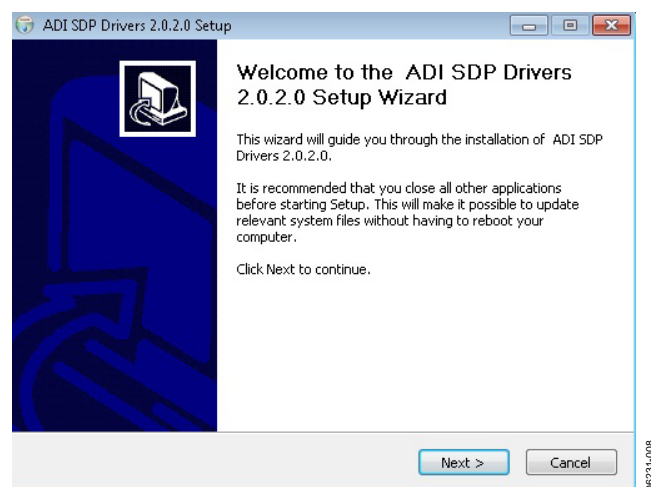 ADI SDP Drivers 2.0.2.0 Setup
Welcome to the ADI SDP Drivers
2.0.2.0 Setup Wizard
This wizard will guide you through the installation of ADI SDP
Drivers 2.0.2.0.
It is recommended that you close all other applications
before starting Setup. This will make it possible to update
relevant system files without having to reboot your
computer.
Click Next to continue.
Next >
Cancel